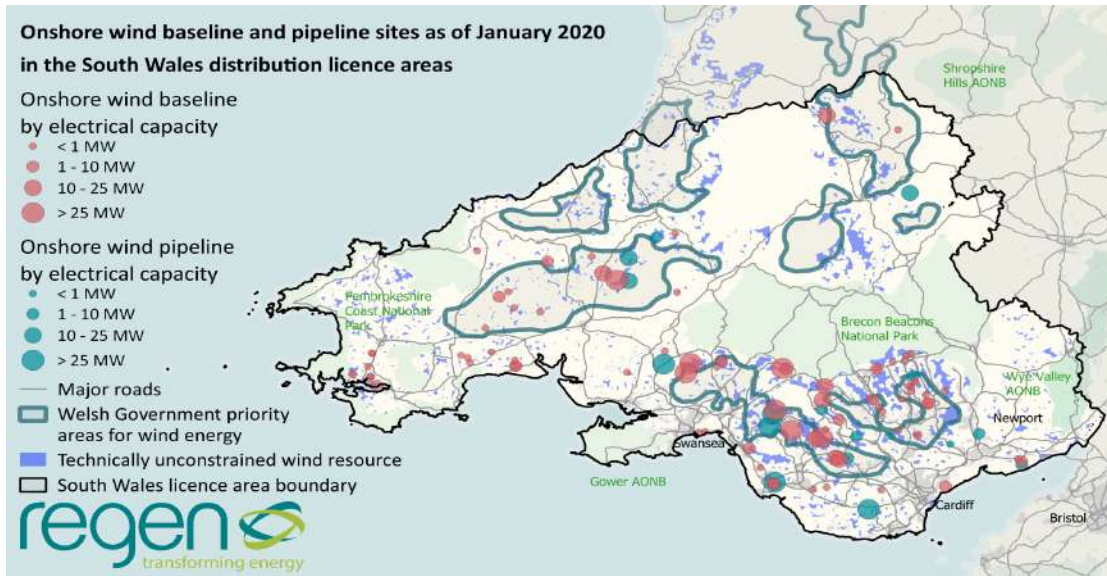 Onshore wind baseline and pipeline sites as of January 2020
in the South Wales distribution licence areas
Onshore wind baseline
by electrical capacity
< 1 MW
1 - 10 MW
10 - 25 MW
> 25 MW
Onshore wind pipeline
by electrical capacity
< 1 MW
1 - 10 MW
10 - 25 MW
> 25 MW
Major roads
Welsh Government priority
areas for wind energy
Technically unconstrained wind resource
South Wales licence area boundary
regen
transforming energy
Shropshire
Hills AONB
Pembrokeshire
Coast National
Park
Brecon Beacons
National Park
Wye Valley
AONB
Newport
Swansea
Gower AONB
Cardiff
Bristol